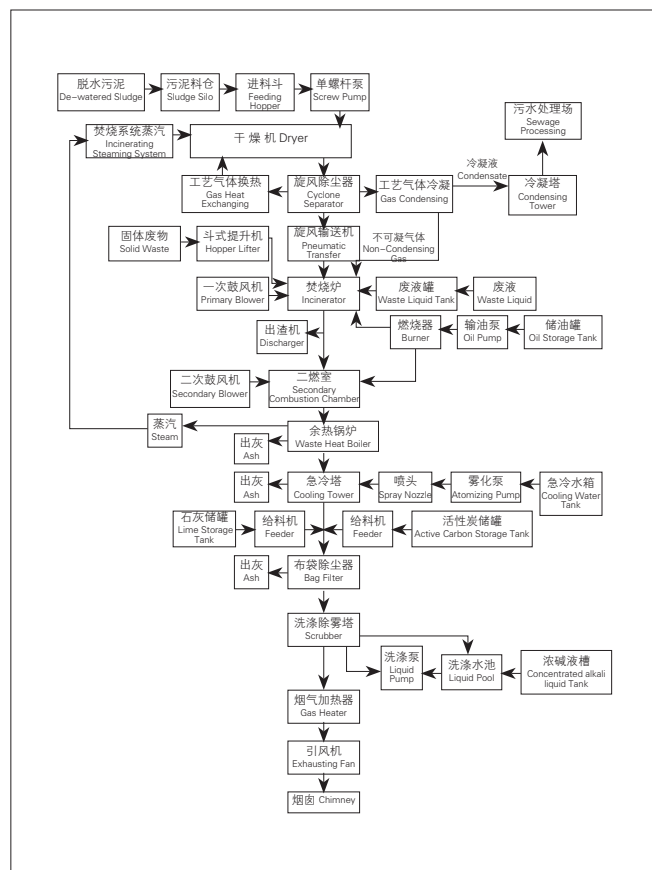 脱水污泥
De-watered Sludge
污泥料仓
Sludge Silo
进料斗
Feeding
Hopper
单螺杆泵
Screw Pump
污水处理场
Sewage
Processing
焚烧系统蒸汽
Incinerating
Steaming System
干 燥 机 Dryer
冷凝液
Condensate
工艺气体换热
Gas Heat
Exchanging
旋风除尘器
Cyclone
Separator
工艺气体冷凝
Gas Condensing
冷凝塔
Condensing
Tower
固体废物
Solid Waste
斗式提升机
Hopper Lifter
旋风输送机
Pneumatic
Transfer
不可凝气体
Non-Condensing
Gas
一次鼓风机
Primary Blower
焚烧炉
Incinerator
废液罐
Waste Liquid Tank
废液
Waste Liquid
出渣机
Discharger
燃烧器
Burner
输油泵
Oil Pump
储油罐
Oil Storage Tank
二次鼓风机
Secondary Blower
二燃室
Secondary
Combustion Chamber
蒸汽
Steam
余热锅炉
Waste Heat Boiler
出灰
Ash
出灰
Ash
急冷塔
Cooling Tower
喷头
Spray Nozzle
雾化泵
Atomizing Pump
急冷水箱
Cooling Water
Tank
石灰储罐
Lime Storage
Tank
给料机
Feeder
给料机
Feeder
活性炭储罐
Active Carbon Storage Tank
出灰
Ash
布袋除尘器
Bag Filter
洗涤除雾塔
Scrubber
洗涤泵
Liquid
Pump
洗涤水池
Liquid Pool
浓碱液槽
Concentrated alkali
liquid Tank
烟气加热器
Gas Heater
引风机
Exhausting Fan
烟囱 Chimney